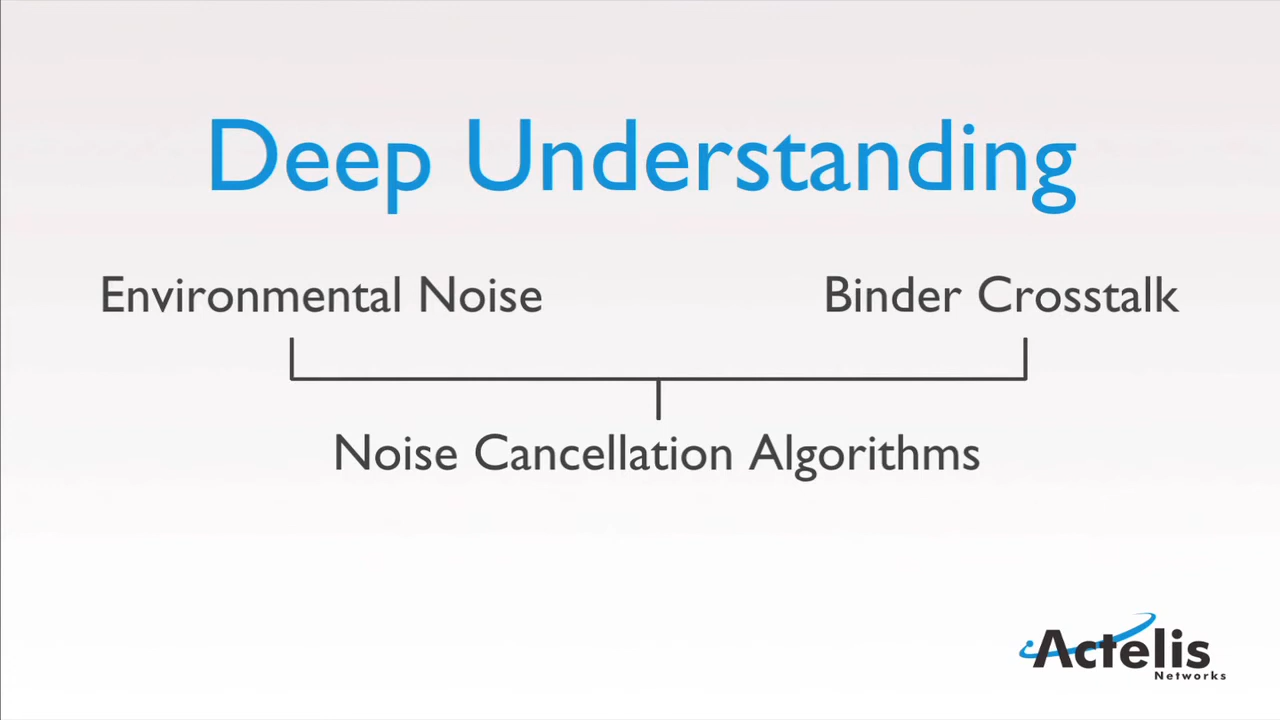 Deep Understanding
Environmental Noise
Binder Crosstalk
Noise Cancellation Algorithms
Actelis
Networks